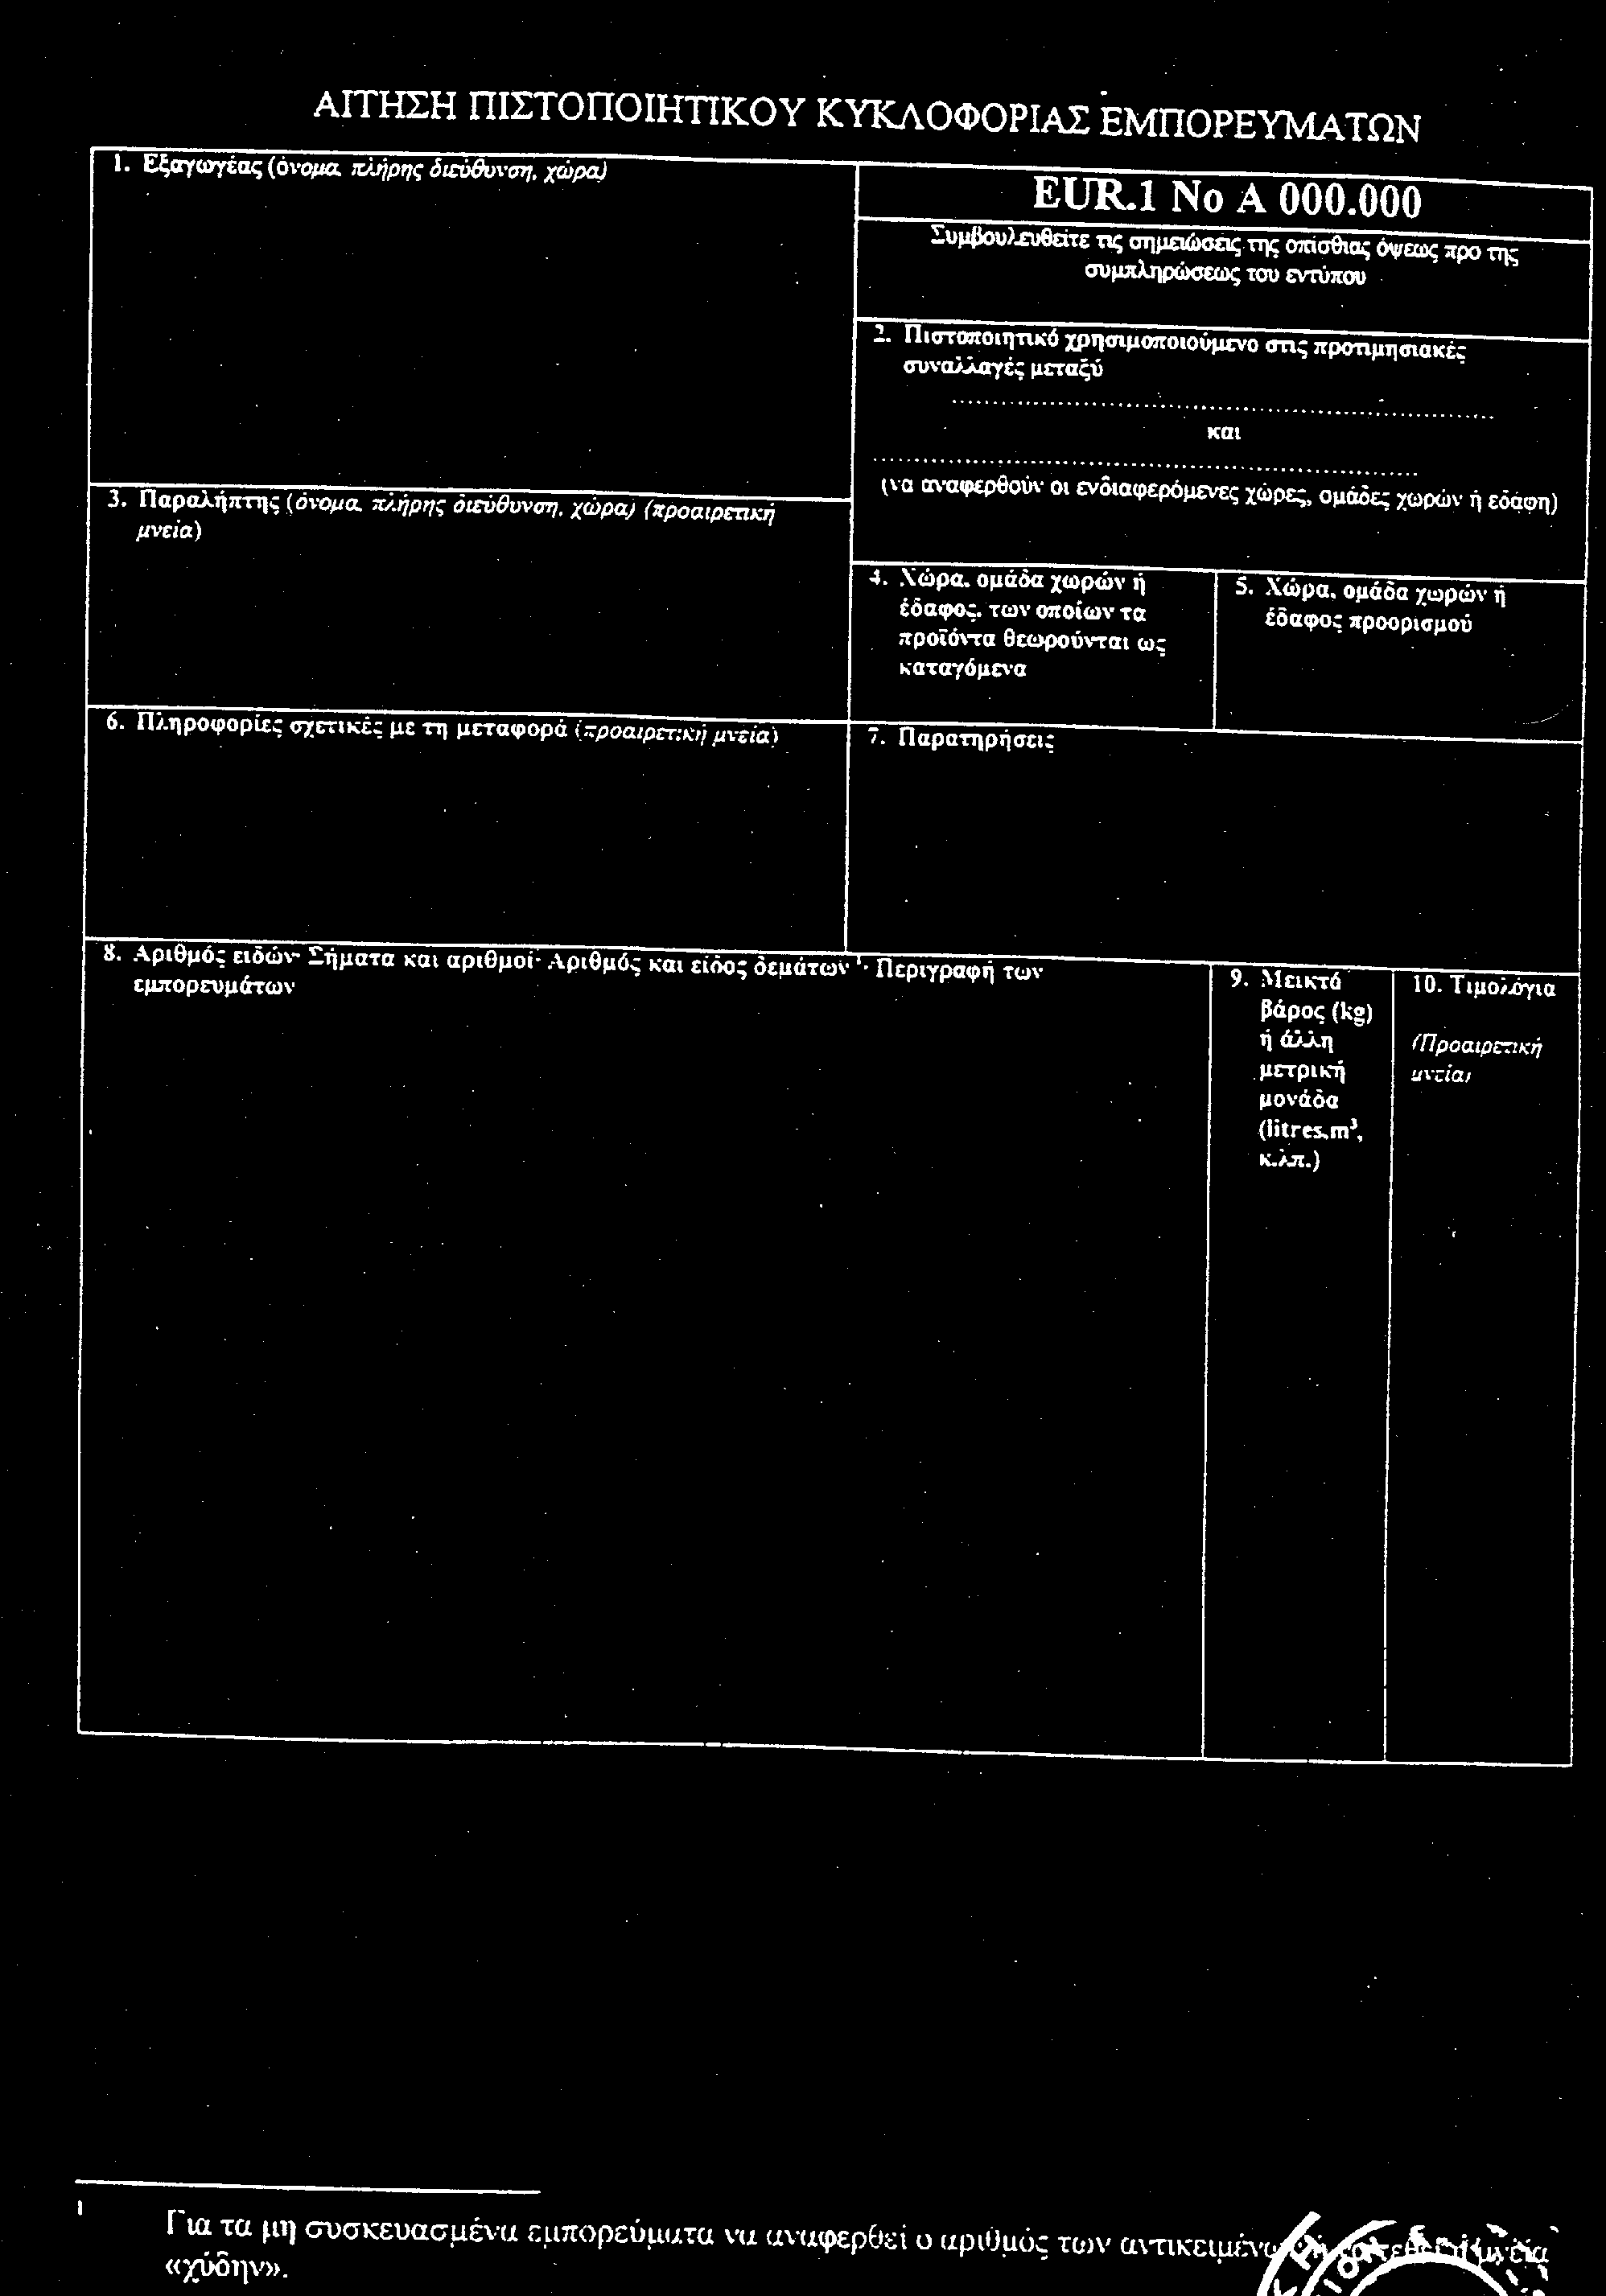 ΑΙΤΗΣΗ ΠΙΣΤΟΠΟΙΗΤΙΚΟΥ ΚΥΚΛΟΦΟΡΙΑΣ ΕΜΠΟΡΕΥΜΑΤΩΝ
1. Εξαγωγέας (όνομα, πλήρης διεύθυνση, χώρα)
EUR.1 No A 000.000
Συμβουλευθείτε τις σημειώσεις της οπίσθιας όψεως προ της
συμπληρώσεως του εντύπου
2. Πιστοποιητικό χρησιμοποιούμενο στις προτιμησιακές
συναλλαγές μεταξύ
και
(να αναφερθούν οι ενδιαφερόμενες χώρες, ομάδες χωρών ή εδάφη)
3. Παραλήπτης (όνομα, πλήρης διεύθυνση, χώρα) (προαιρετική
μνεία)
4. Χώρα, ομάδα χωρών ή
έδαφος, των οποίων τα
προϊόντα θεωρούνται ως
καταγόμενα
5. Χώρα, ομάδα χωρών ή
έδαφος προορισμού
6. Πληροφορίες σχετικές με τη μεταφορά (προαιρετική μνεία)
7. Παρατηρήσεις
8. Αριθμός ειδών· Σήματα και αριθμοί· Αριθμός και είδος δεμάτων ¹· Περιγραφή των
εμπορευμάτων
9. Μεικτό
βάρος (kg)
ή άλλη
μετρική
μονάδα
(litres, m³,
κ.λπ.)
10. Τιμολόγια
(Προαιρετική
μνεία)
1 Για τα μη συσκευασμένα εμπορεύματα να αναφερθεί ο αριθμός των αντικειμένων μνεία
«χύδην».